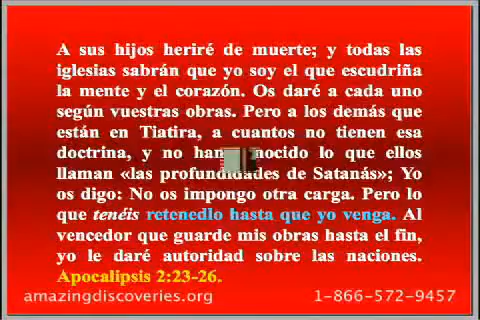 A sus hijos heriré de muerte; y todas las
iglesias sabrán que yo soy el que escudriña
la mente y el corazón. Os daré a cada uno
según vuestras obras. Pero a los demás que
están en Tiatira, a cuantos no tienen esa
doctrina, y no han nocido lo que ellos
llaman «las profundidades de Satanás»; Yo
os digo: No os impongo otra carga. Pero lo
que tenéis retenedlo hasta que yo venga. Al
vencedor que guarde mis obras hasta el fin,
yo le daré autoridad sobre las naciones.
Apocalipsis 2:23-26.
amazingdiscoveries.org 1-866-572-9457